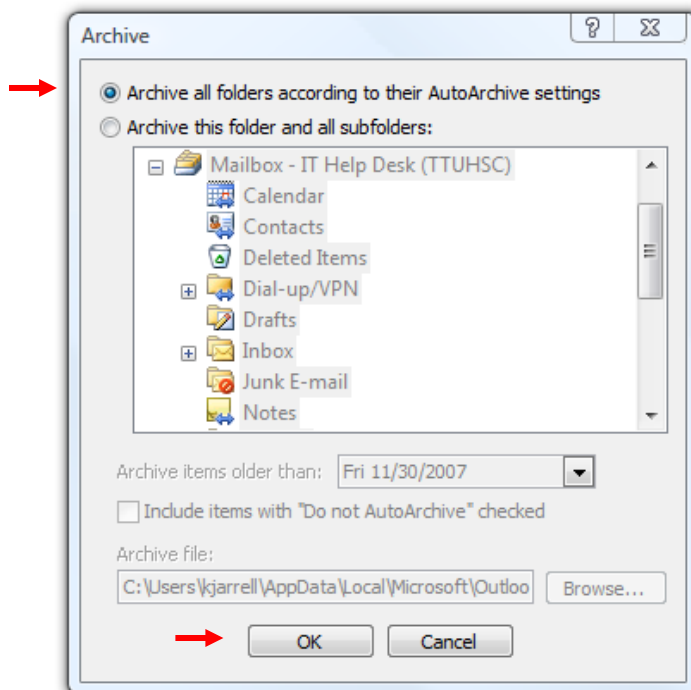 Archive
Archive all folders according to their AutoArchive settings
Archive this folder and all subfolders:
Mailbox - IT Help Desk (TTUHSC)
Calendar
Contacts
Deleted Items
Dial-up/VPN
Drafts
Inbox
Junk E-mail
Notes
Archive items older than: Fri 11/30/2007
Include items with "Do not AutoArchive" checked
Archive file:
C:\Users\kjarrell\AppData\Local\Microsoft\Outloo Browse...
OK Cancel